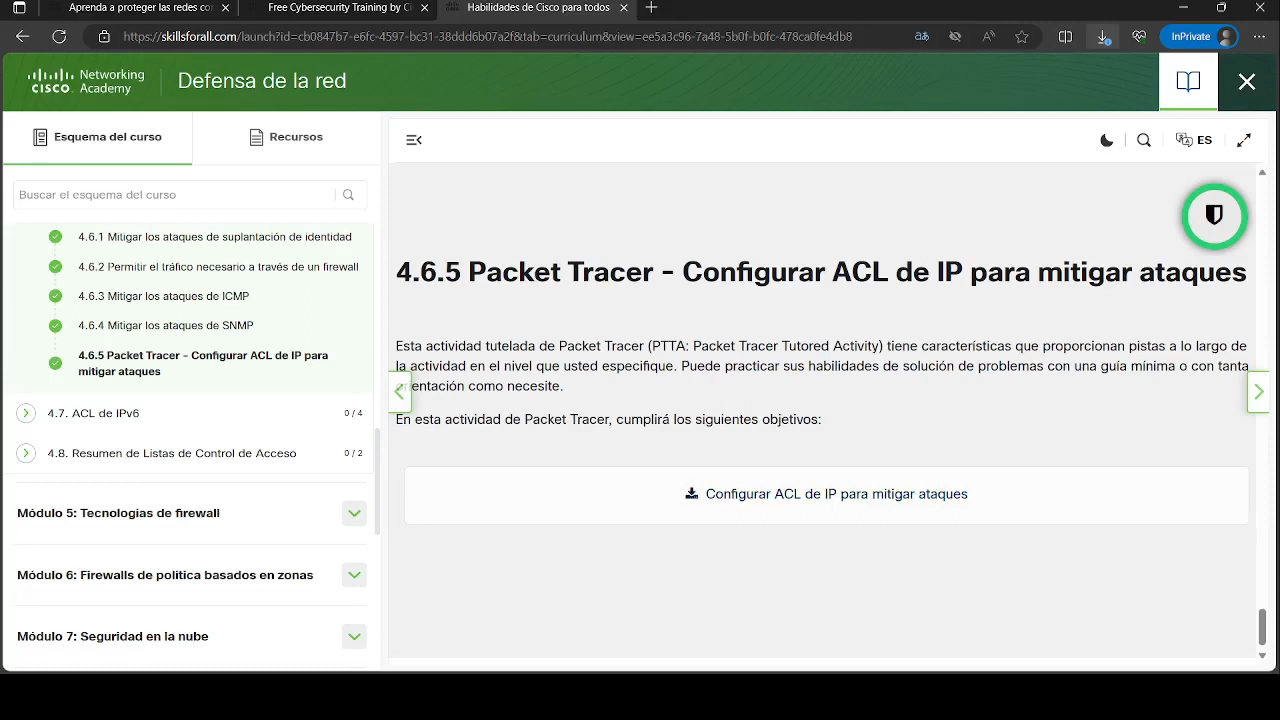 Aprenda a proteger las redes cor
Free Cybersecurity Training by Ci
Habilidades de Cisco para todos
https://skillsforall.com/launch?id=cb0847b7-e6fc-4597-bc31-38ddd6b07a2f&tab=curriculum&view=ee5a3c96-7a48-5b0f-b0fc-478ca0fe4db8
InPrivate
CISCO Networking Academy
Defensa de la red
Esquema del curso
Recursos
ES
Buscar el esquema del curso
4.6.1 Mitigar los ataques de suplantación de identidad
4.6.2 Permitir el tráfico necesario a través de un firewall
4.6.3 Mitigar los ataques de ICMP
4.6.4 Mitigar los ataques de SNMP
4.6.5 Packet Tracer - Configurar ACL de IP para
mitigar ataques
4.7. ACL de IPv6 0 / 4
4.8. Resumen de Listas de Control de Acceso 0 / 2
Módulo 5: Tecnologías de firewall
Módulo 6: Firewalls de política basados en zonas
Módulo 7: Seguridad en la nube
4.6.5 Packet Tracer - Configurar ACL de IP para mitigar ataques
Esta actividad tutelada de Packet Tracer (PTTA: Packet Tracer Tutored Activity) tiene características que proporcionan pistas a lo largo de
la actividad en el nivel que usted especifique. Puede practicar sus habilidades de solución de problemas con una guía mínima o con tanta
orientación como necesite.
En esta actividad de Packet Tracer, cumplirá los siguientes objetivos:
Configurar ACL de IP para mitigar ataques